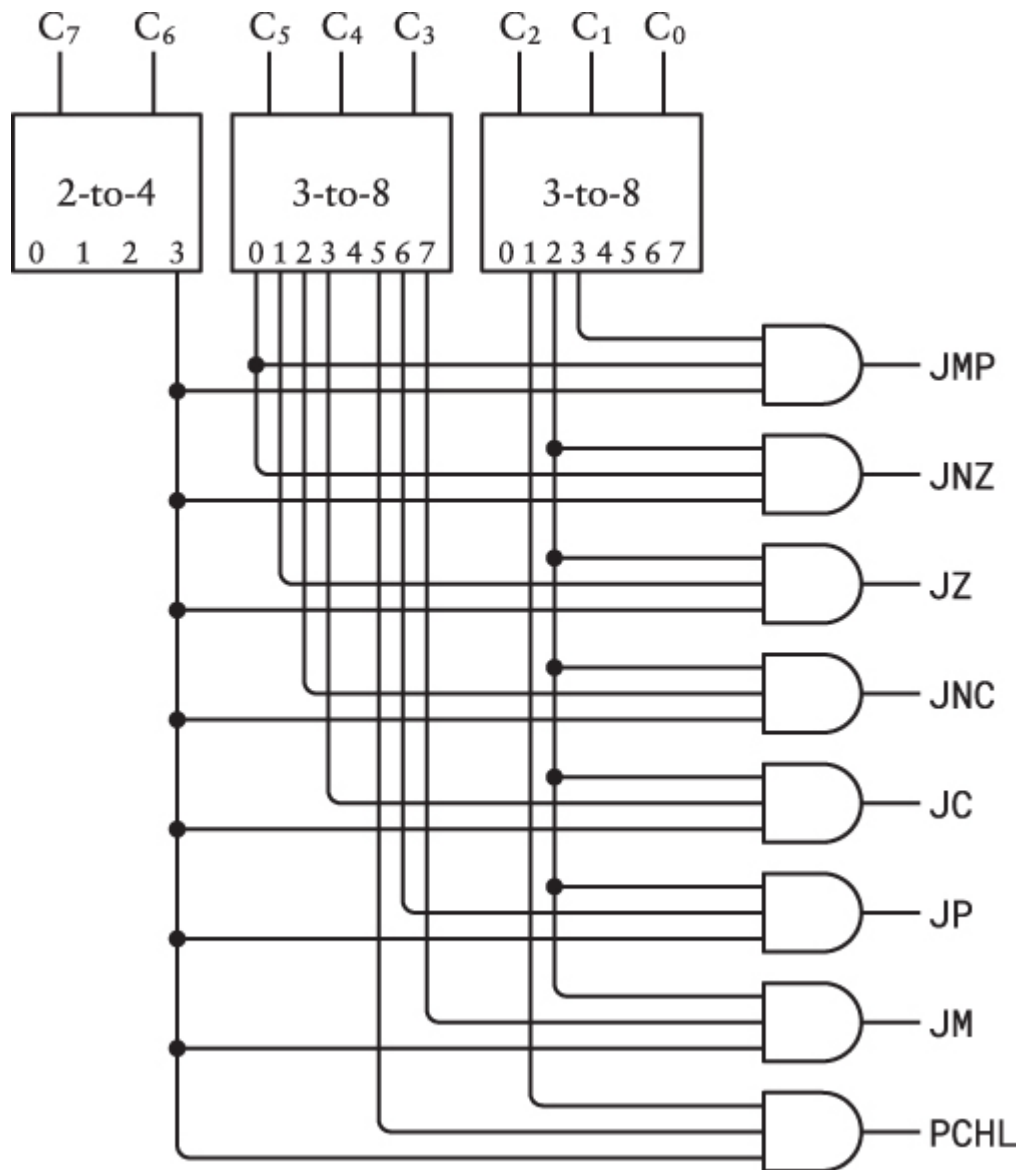 C₇ C₆ C₅ C₄ C₃ C₂ C₁ C₀
2-to-4 3-to-8 3-to-8
0 1 2 3 0 1 2 3 4 5 6 7 0 1 2 3 4 5 6 7
JMP
JNZ
JZ
JNC
JC
JP
JM
PCHL